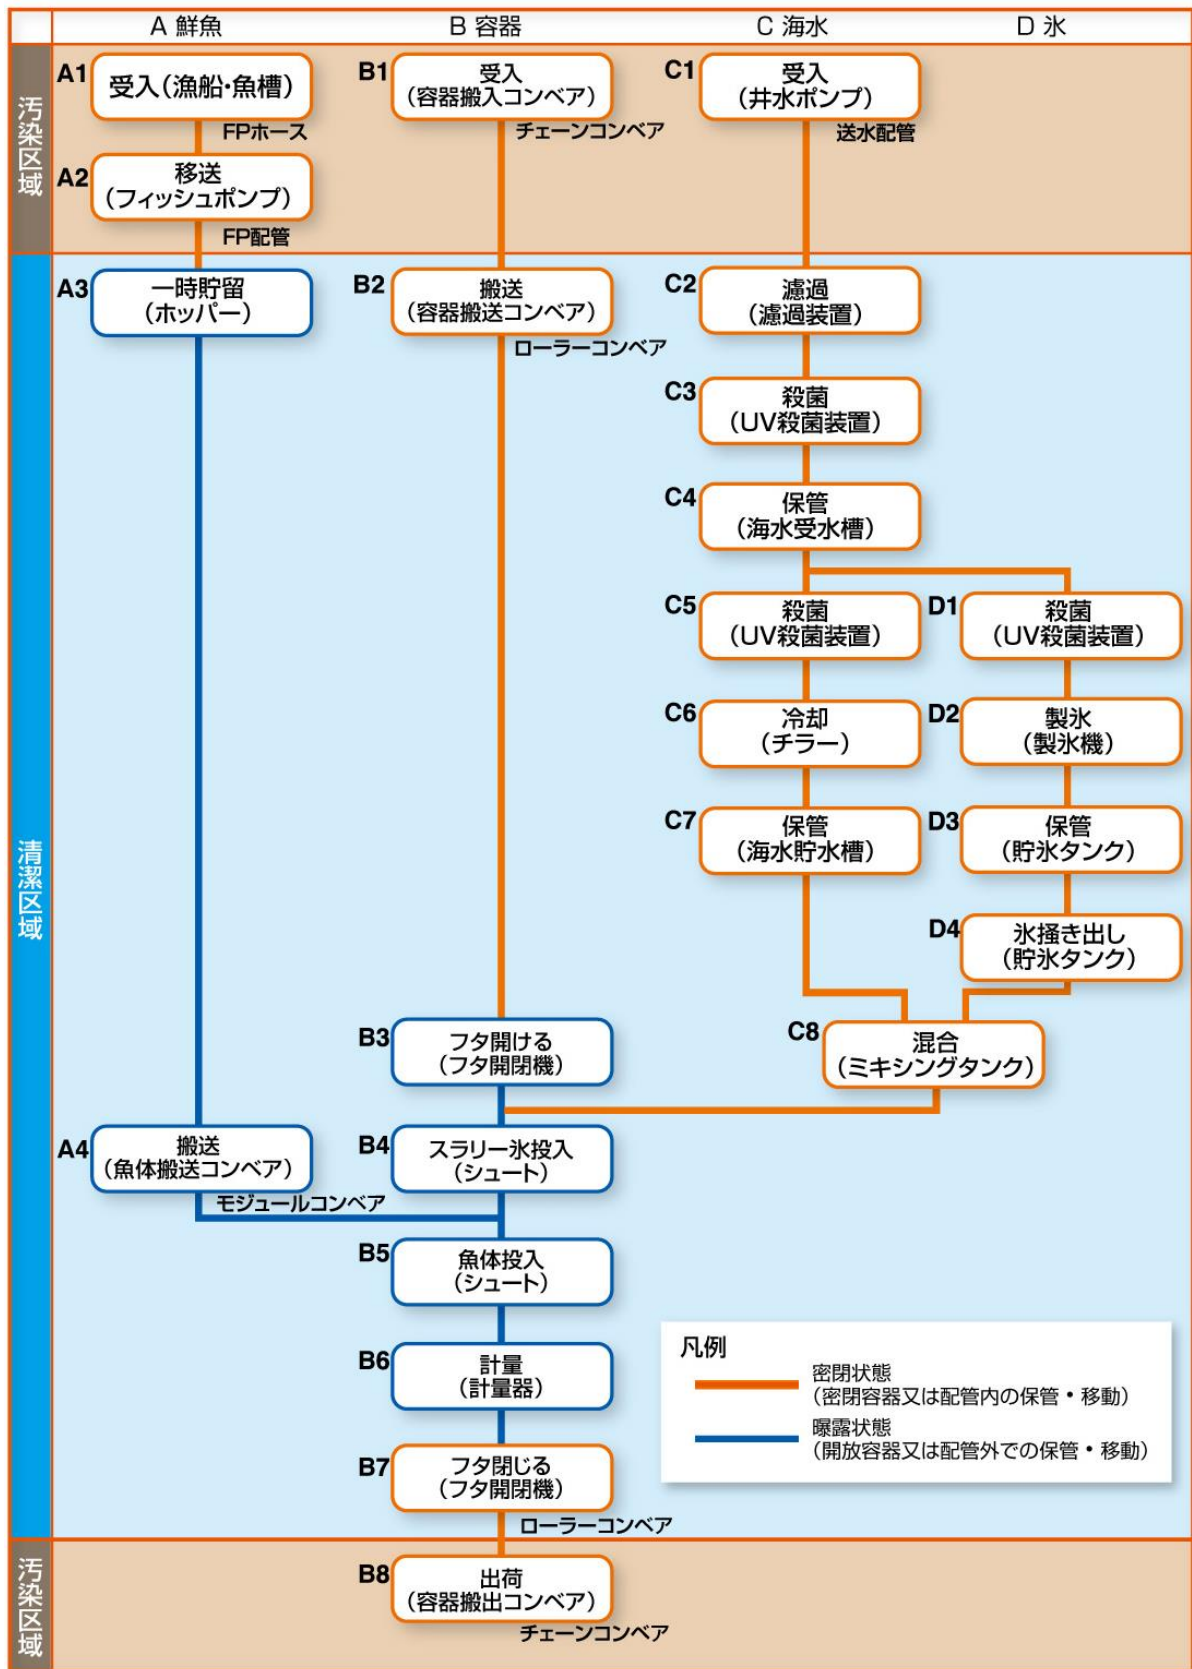 A 鮮魚
B 容器
C 海水
D 氷
汚染区域
A1
受入（漁船・魚槽）
FPホース
A2
移送
（フィッシュポンプ）
FP配管
B1
受入
（容器搬入コンベア）
チェーンコンベア
C1
受入
（井水ポンプ）
送水配管
清潔区域
A3
一時貯留
（ホッパー）
B2
搬送
（容器搬送コンベア）
ローラーコンベア
C2
濾過
（濾過装置）
C3
殺菌
（UV殺菌装置）
C4
保管
（海水受水槽）
C5
殺菌
（UV殺菌装置）
D1
殺菌
（UV殺菌装置）
C6
冷却
（チラー）
D2
製氷
（製氷機）
C7
保管
（海水貯水槽）
D3
保管
（貯氷タンク）
D4
氷掻き出し
（貯氷タンク）
B3
フタ開ける
（フタ開閉機）
C8
混合
（ミキシングタンク）
A4
搬送
（魚体搬送コンベア）
モジュールコンベア
B4
スラリー氷投入
（シュート）
B5
魚体投入
（シュート）
B6
計量
（計量器）
B7
フタ閉じる
（フタ開閉機）
ローラーコンベア
凡例
密閉状態
（密閉容器又は配管内の保管・移動）
曝露状態
（開放容器又は配管外での保管・移動）
汚染区域
B8
出荷
（容器搬出コンベア）
チェーンコンベア